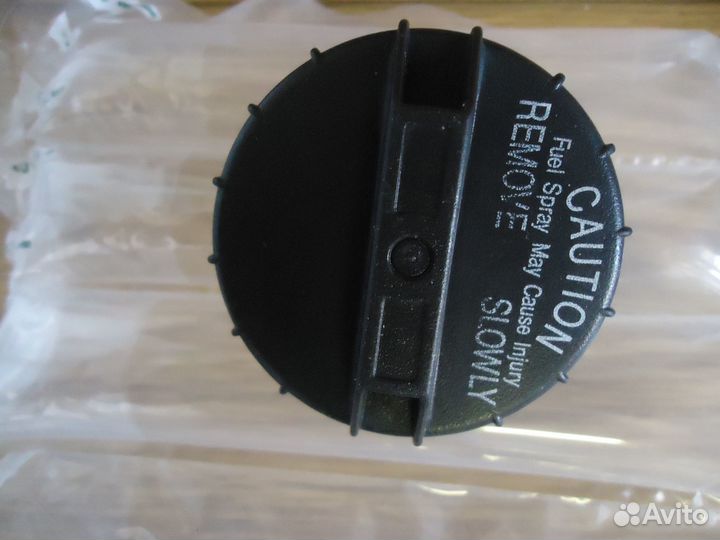 CAUTION
Fuel Spray May Cause Injury
REMOVE SLOWLY
Avito